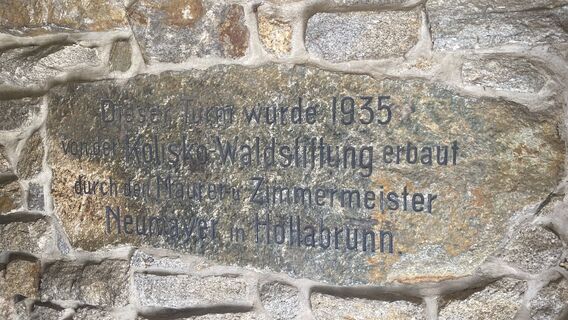 Dieser Turm wurde 1935
von der Kolisko-Waldstiftung erbaut
durch den Maurer-u. Zimmermeister
Neumayer in Hollabrunn.